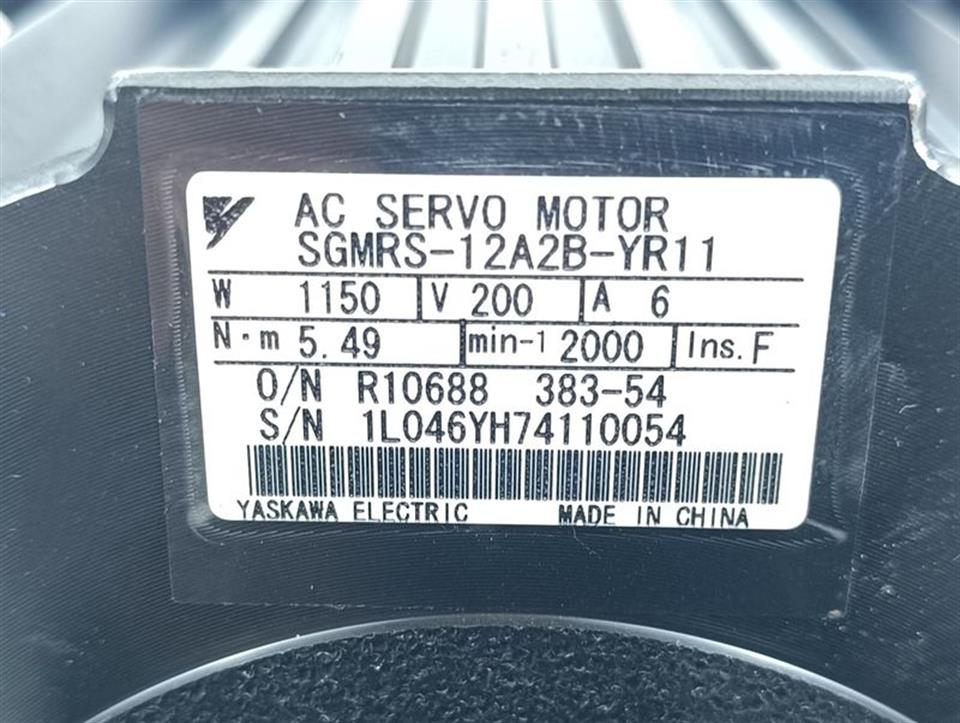 AC SERVO MOTOR
SGMRS-12A2B-YR11
W 1150 V 200 A 6
N・m 5.49 min-1 2000 Ins. F
O/N R10688 383-54
S/N 1L046YH74110054
YASKAWA ELECTRIC MADE IN CHINA